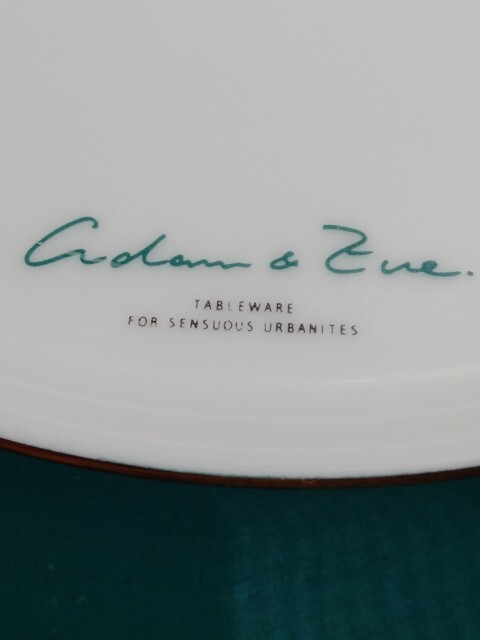 Adam & Eve.
TABLEWARE
FOR SENSUOUS URBANITES